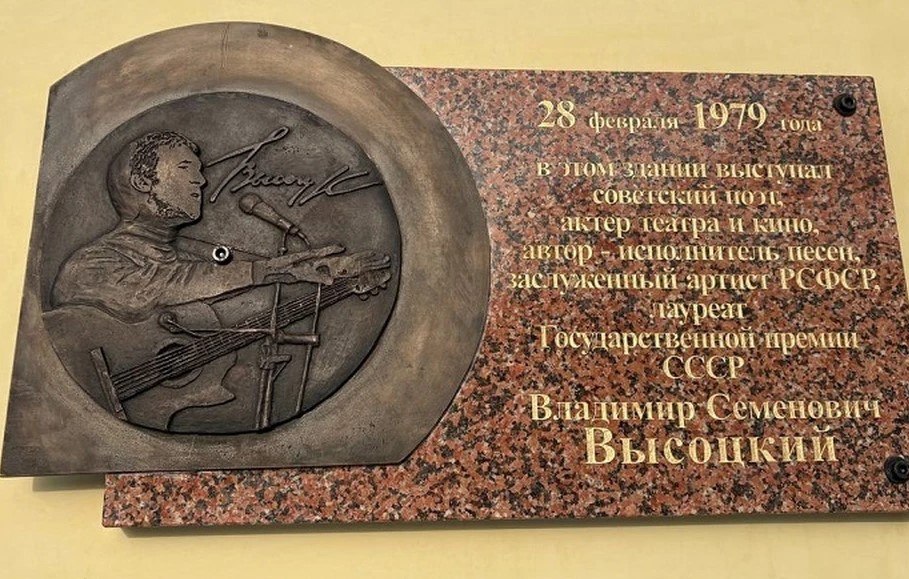 28 февраля 1979 года
в этом здании выступал
советский поэт,
актер театра и кино,
автор - исполнитель песен,
заслуженный артист РСФСР,
лауреат
Государственной премии
СССР
Владимир Семенович
Высоцкий